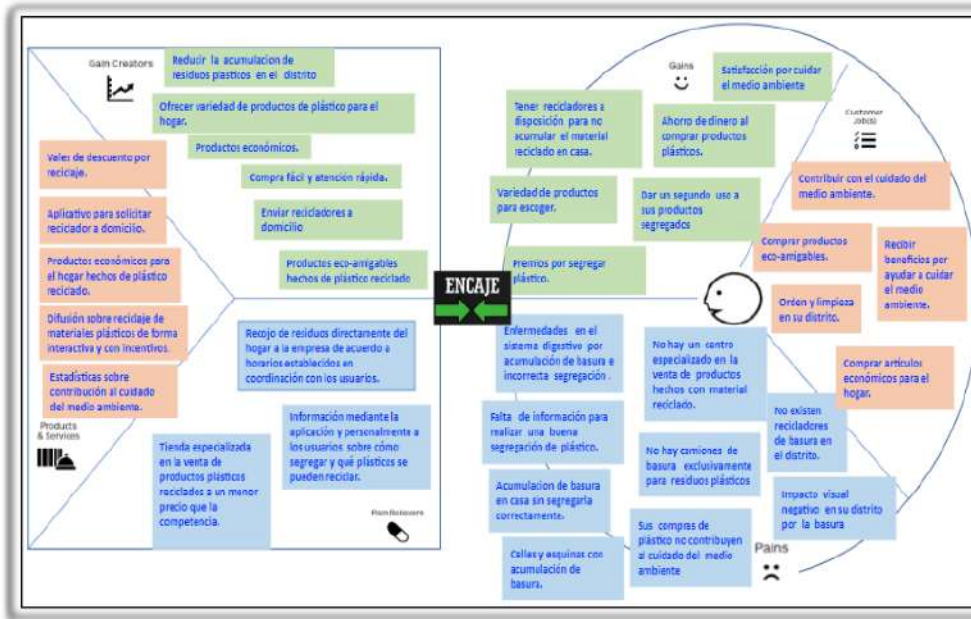 Gain Creators
Reducir la acumulacion de
residuos plasticos en el distrito
Ofrecer variedad de productos de plástico para el
hogar.
Productos económicos.
Compra fácil y atención rápida.
Enviar recicladores a
domicilio
Productos eco-amigables
hechos de plástico reciclado
Vales de descuento por
reciclaje.
Aplicativo para solicitar
reciclador a domicilio.
Productos económicos para
el hogar hechos de plástico
reciclado.
Difusión sobre reciclaje de
materiales plásticos de forma
interactiva y con incentivos.
Estadísticas sobre
contribución al cuidado
del medio ambiente.
Products
& Services
Recojo de residuos directamente del
hogar a la empresa de acuerdo a
horarios establecidos en
coordinación con los usuarios.
Información mediante la
aplicación y personalmente a
los usuarios sobre cómo
segregar y qué plásticos se
pueden reciclar.
Tienda especializada
en la venta de
productos plásticos
reciclados a un menor
precio que la
competencia.
Pain Relievers
ENCAJE
Gains
Satisfacción por cuidar
el medio ambiente
Tener recicladores a
disposición para no
acumular el material
reciclado en casa.
Ahorro de dinero al
comprar productos
plásticos.
Variedad de productos
para escoger.
Dar un segundo uso a
sus productos
segregados
Premios por segregar
plástico.
Customer
Job(s)
Contribuir con el cuidado del
medio ambiente.
Comprar productos
eco-amigables.
Recibir
beneficios por
ayudar a cuidar
el medio
ambiente.
Orden y limpieza
en su distrito.
Comprar artículos
económicos para el
hogar.
Enfermedades en el
sistema digestivo por
acumulación de basura e
incorrecta segregación .
No hay un centro
especializado en la
venta de productos
hechos con material
reciclado.
Falta de información para
realizar una buena
segregación de plástico.
No existen
recicladores
de basura en
el distrito.
No hay camiones de
basura exclusivamente
para residuos plásticos
Acumulacion de basura
en casa sin segregarla
correctamente.
Impacto visual
negativo en su distrito
por la basura
Sus compras de
plástico no contribuyen
al cuidado del medio
ambiente
Calles y esquinas con
acumulación de
basura.
Pains